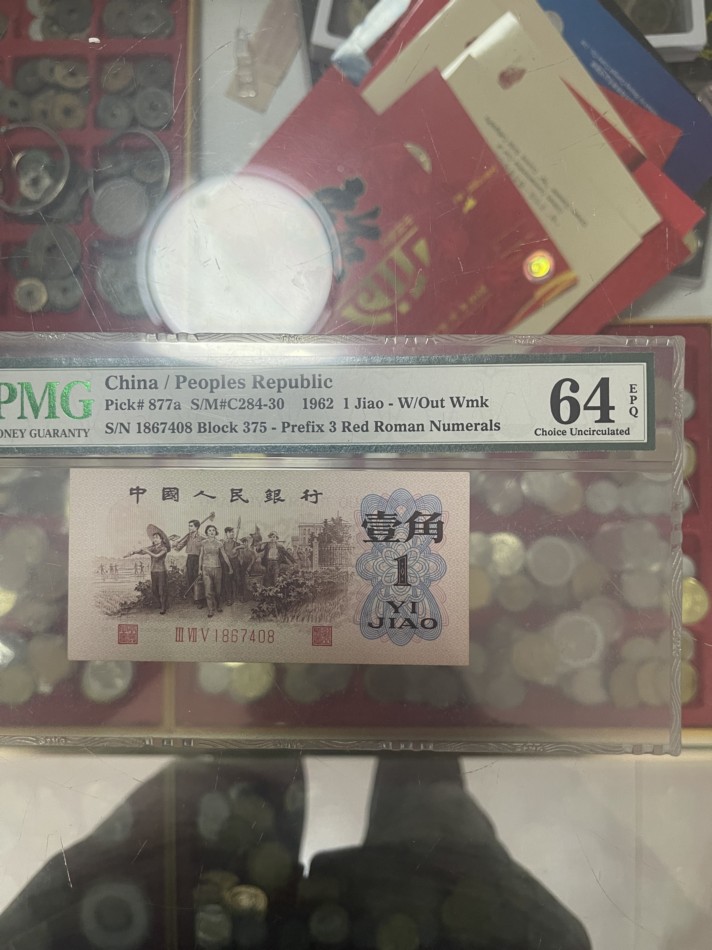 PMG
ONEY GUARANTY
China / Peoples Republic
Pick# 877a S/M#C284-30 1962 1 Jiao - W/Out Wmk
S/N 1867408 Block 375 - Prefix 3 Red Roman Numerals
64
EPQ
Choice Uncirculated
中國人民銀行
壹角
1
YI
JIAO
III VII V 1867408